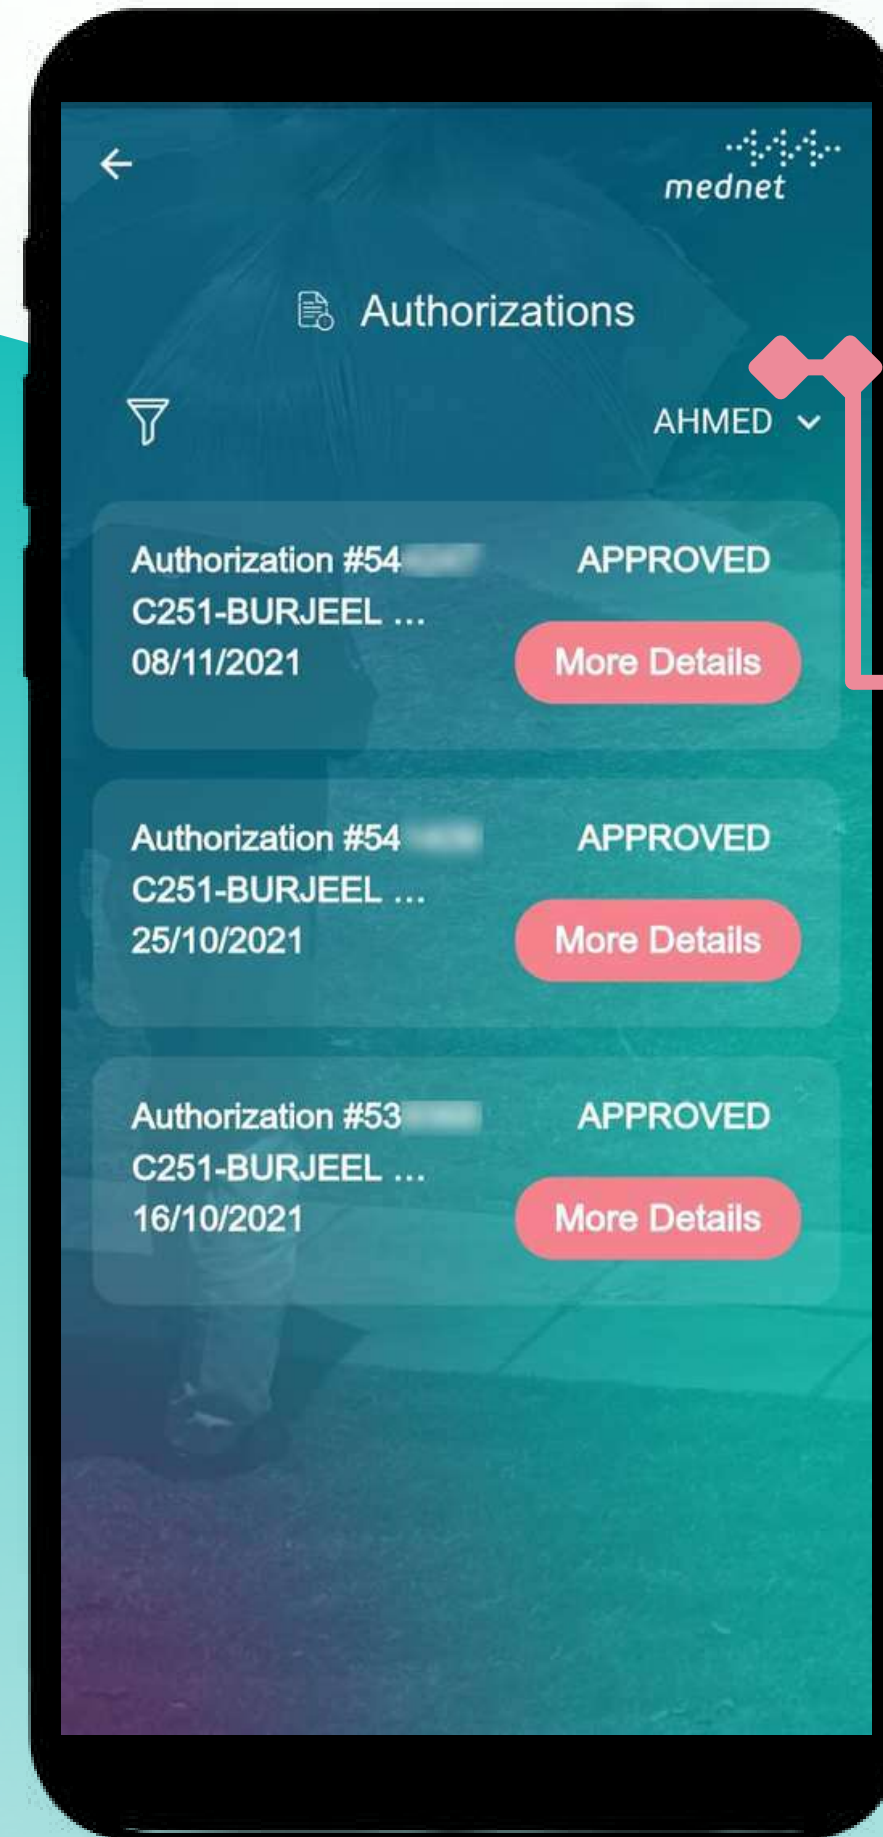 mednet
Authorizations
AHMED
Authorization #54
APPROVED
C251-BURJEEL ...
08/11/2021
More Details
Authorization #54
APPROVED
C251-BURJEEL ...
25/10/2021
More Details
Authorization #53
APPROVED
C251-BURJEEL ...
16/10/2021
More Details